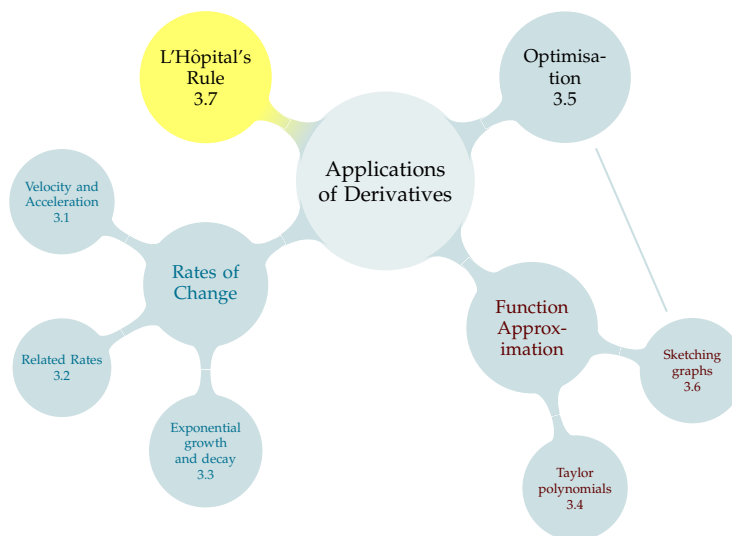 L'Hôpital's
Rule
3.7
Optimisa-
tion
3.5
Applications
of Derivatives
Velocity and
Acceleration
3.1
Rates of
Change
Related Rates
3.2
Exponential
growth
and decay
3.3
Function
Approx-
imation
Sketching
graphs
3.6
Taylor
polynomials
3.4